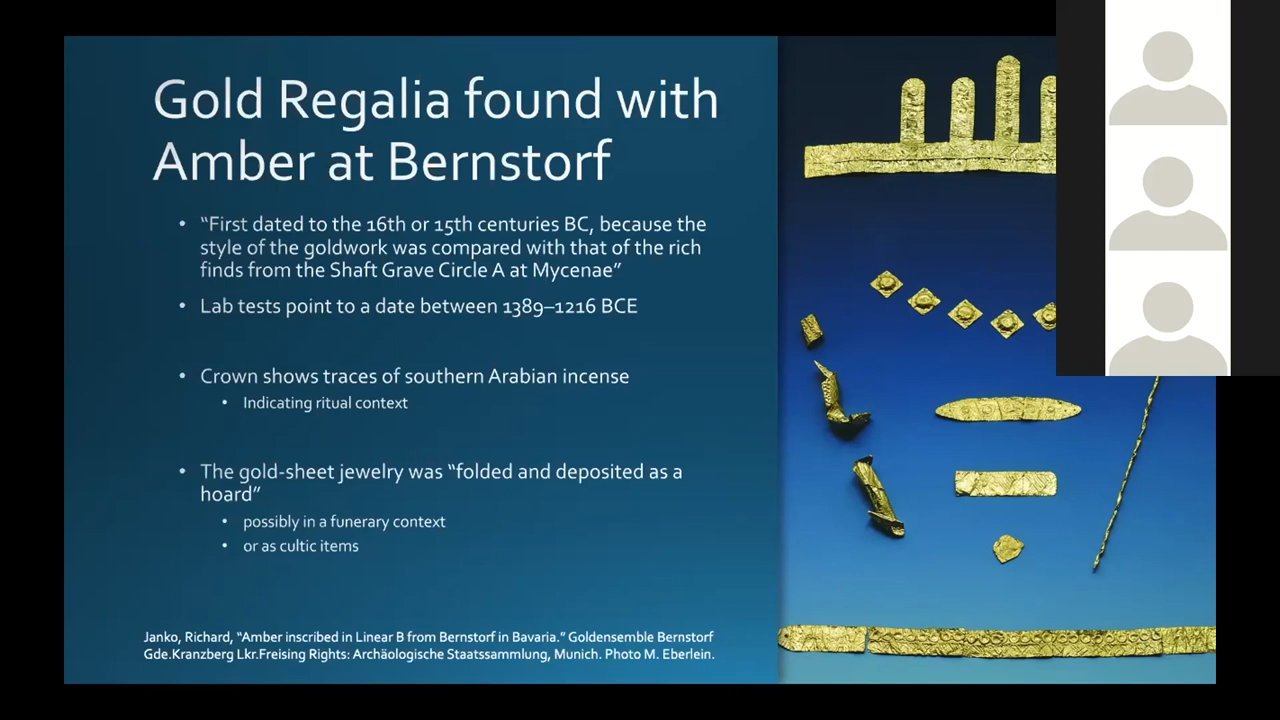 Gold Regalia found with
Amber at Bernstorf
• “First dated to the 16th or 15th centuries BC, because the
style of the goldwork was compared with that of the rich
finds from the Shaft Grave Circle A at Mycenae”
• Lab tests point to a date between 1389–1216 BCE
• Crown shows traces of southern Arabian incense
• Indicating ritual context
• The gold-sheet jewelry was “folded and deposited as a
hoard”
• possibly in a funerary context
• or as cultic items
Janko, Richard, “Amber inscribed in Linear B from Bernstorf in Bavaria.” Goldensemble Bernstorf
Gde.Kranzberg Lkr.Freising Rights: Archäologische Staatssammlung, Munich. Photo M. Eberlein.